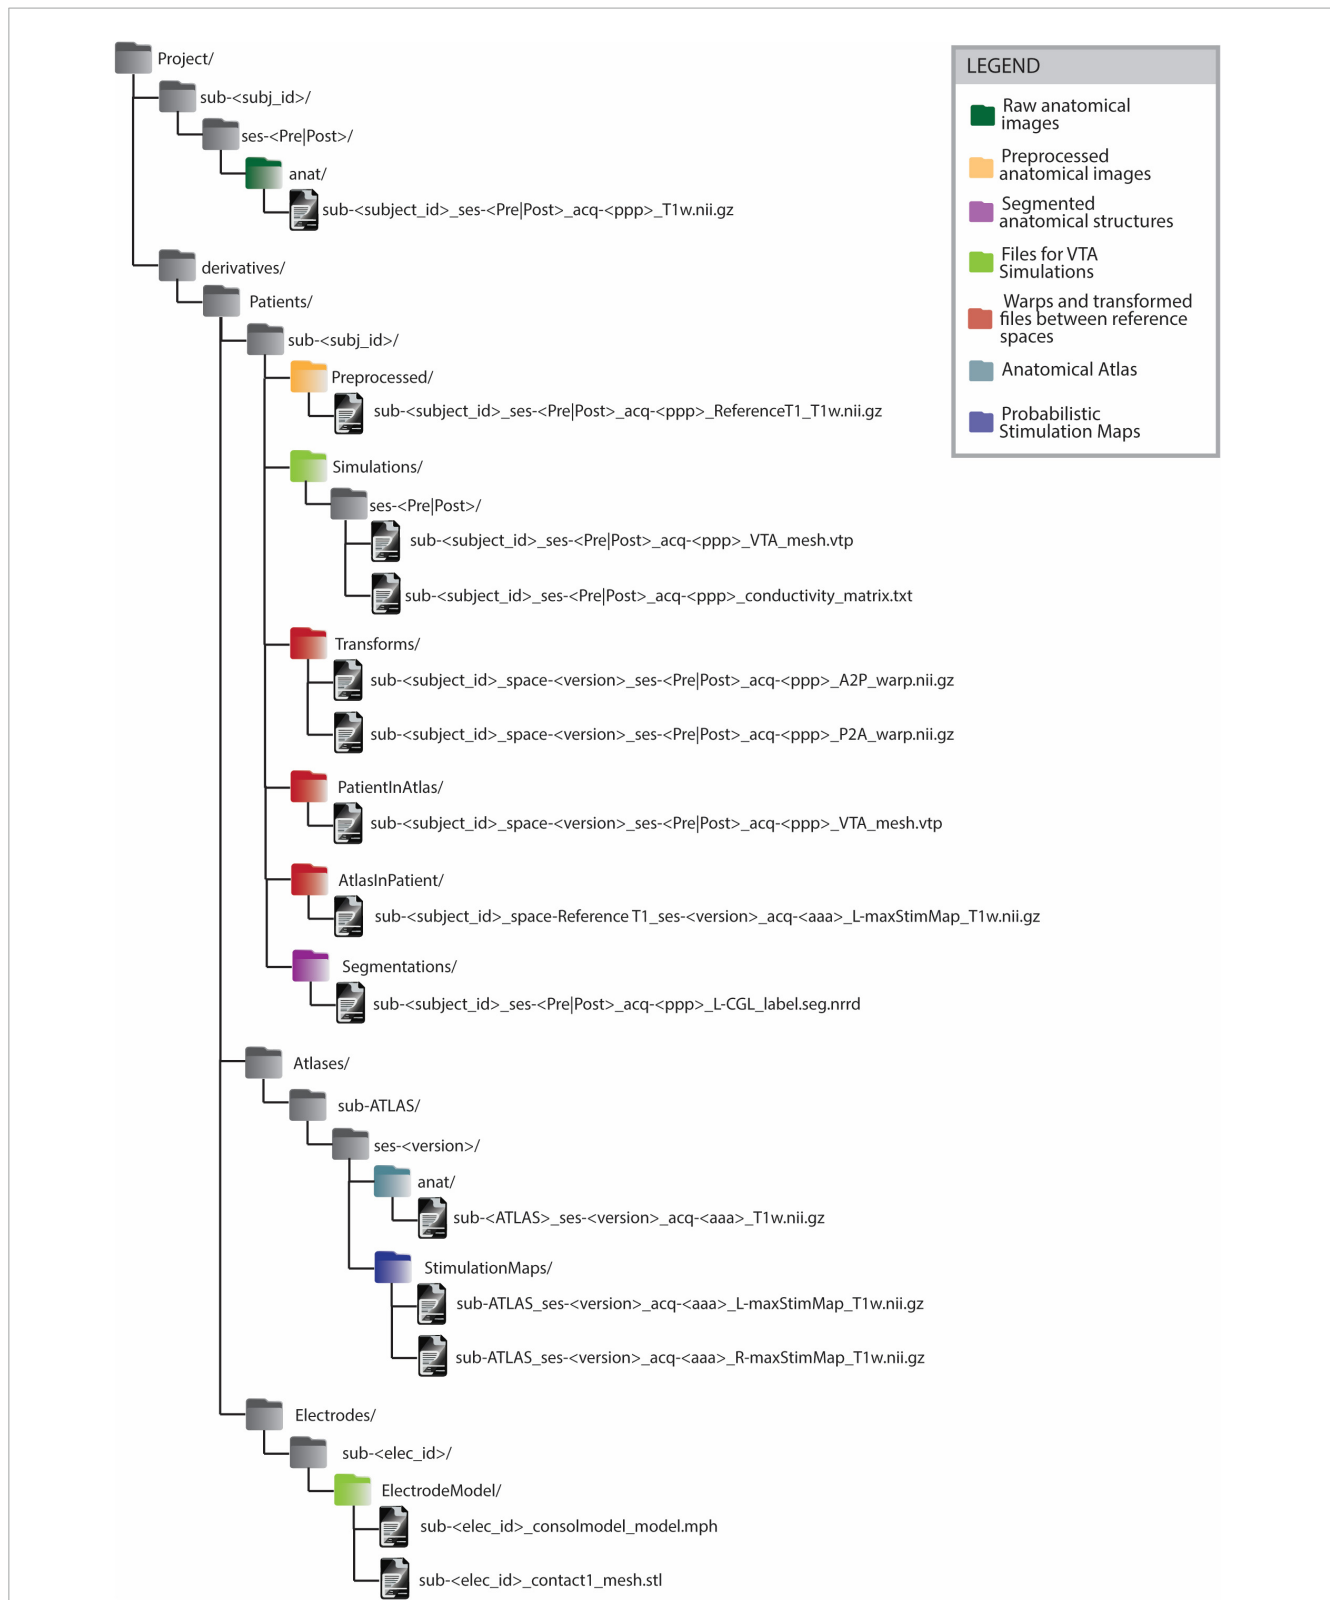 Project/
sub-<subj_id>/
ses-<Pre|Post>/
anat/
sub-<subject_id>_ses-<Pre|Post>_acq-<ppp>_T1w.nii.gz
derivatives/
Patients/
sub-<subj_id>/
Preprocessed/
sub-<subject_id>_ses-<Pre|Post>_acq-<ppp>_ReferenceT1_T1w.nii.gz
Simulations/
ses-<Pre|Post>/
sub-<subject_id>_ses-<Pre|Post>_acq-<ppp>_VTA_mesh.vtp
sub-<subject_id>_ses-<Pre|Post>_acq-<ppp>_conductivity_matrix.txt
Transforms/
sub-<subject_id>_space-<version>_ses-<Pre|Post>_acq-<ppp>_A2P_warp.nii.gz
sub-<subject_id>_space-<version>_ses-<Pre|Post>_acq-<ppp>_P2A_warp.nii.gz
PatientInAtlas/
sub-<subject_id>_space-<version>_ses-<Pre|Post>_acq-<ppp>_VTA_mesh.vtp
AtlasInPatient/
sub-<subject_id>_space-Reference T1_ses-<version>_acq-<aaa>_L-maxStimMap_T1w.nii.gz
Segmentations/
sub-<subject_id>_ses-<Pre|Post>_acq-<ppp>_L-CGL_label.seg.nrrd
Atlases/
sub-ATLAS/
ses-<version>/
anat/
sub-<ATLAS>_ses-<version>_acq-<aaa>_T1w.nii.gz
StimulationMaps/
sub-ATLAS_ses-<version>_acq-<aaa>_L-maxStimMap_T1w.nii.gz
sub-ATLAS_ses-<version>_acq-<aaa>_R-maxStimMap_T1w.nii.gz
Electrodes/
sub-<elec_id>/
ElectrodeModel/
sub-<elec_id>_consolmodel_model.mph
sub-<elec_id>_contact1_mesh.stl
LEGEND
Raw anatomical
images
Preprocessed
anatomical images
Segmented
anatomical structures
Files for VTA
Simulations
Warps and transformed
files between reference
spaces
Anatomical Atlas
Probabilistic
Stimulation Maps